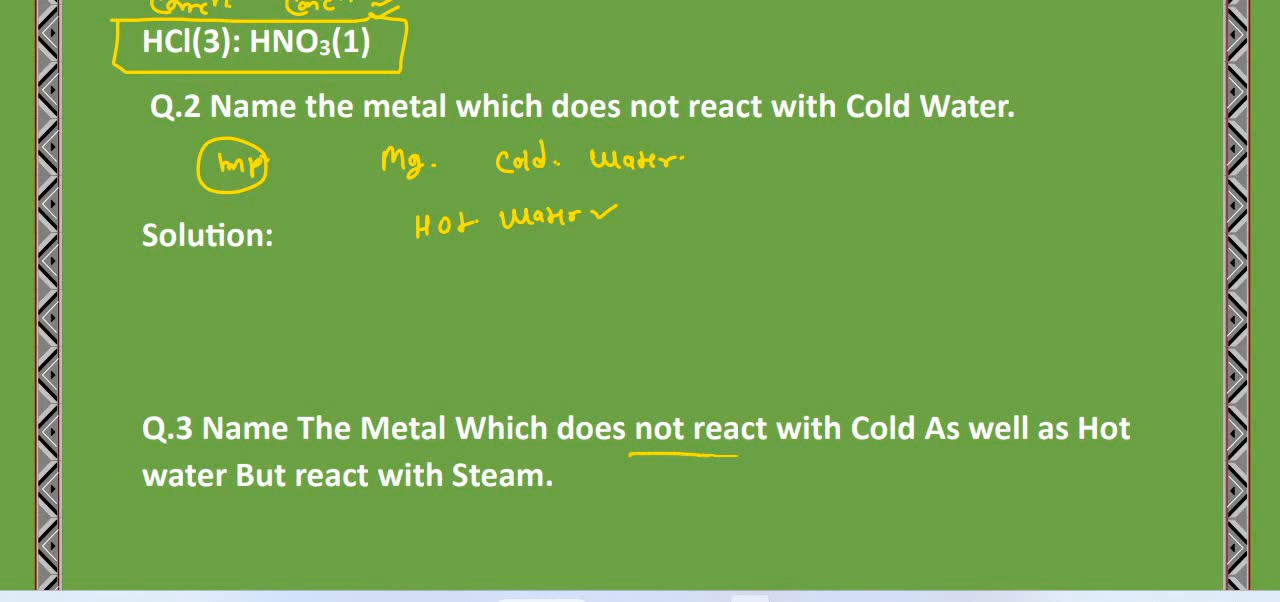 HCl(3): HNO₃(1)
Q.2 Name the metal which does not react with Cold Water.
Imp Mg. Cold. Water.
Hot Water ✓
Solution:
Q.3 Name The Metal Which does not react with Cold As well as Hot
water But react with Steam.